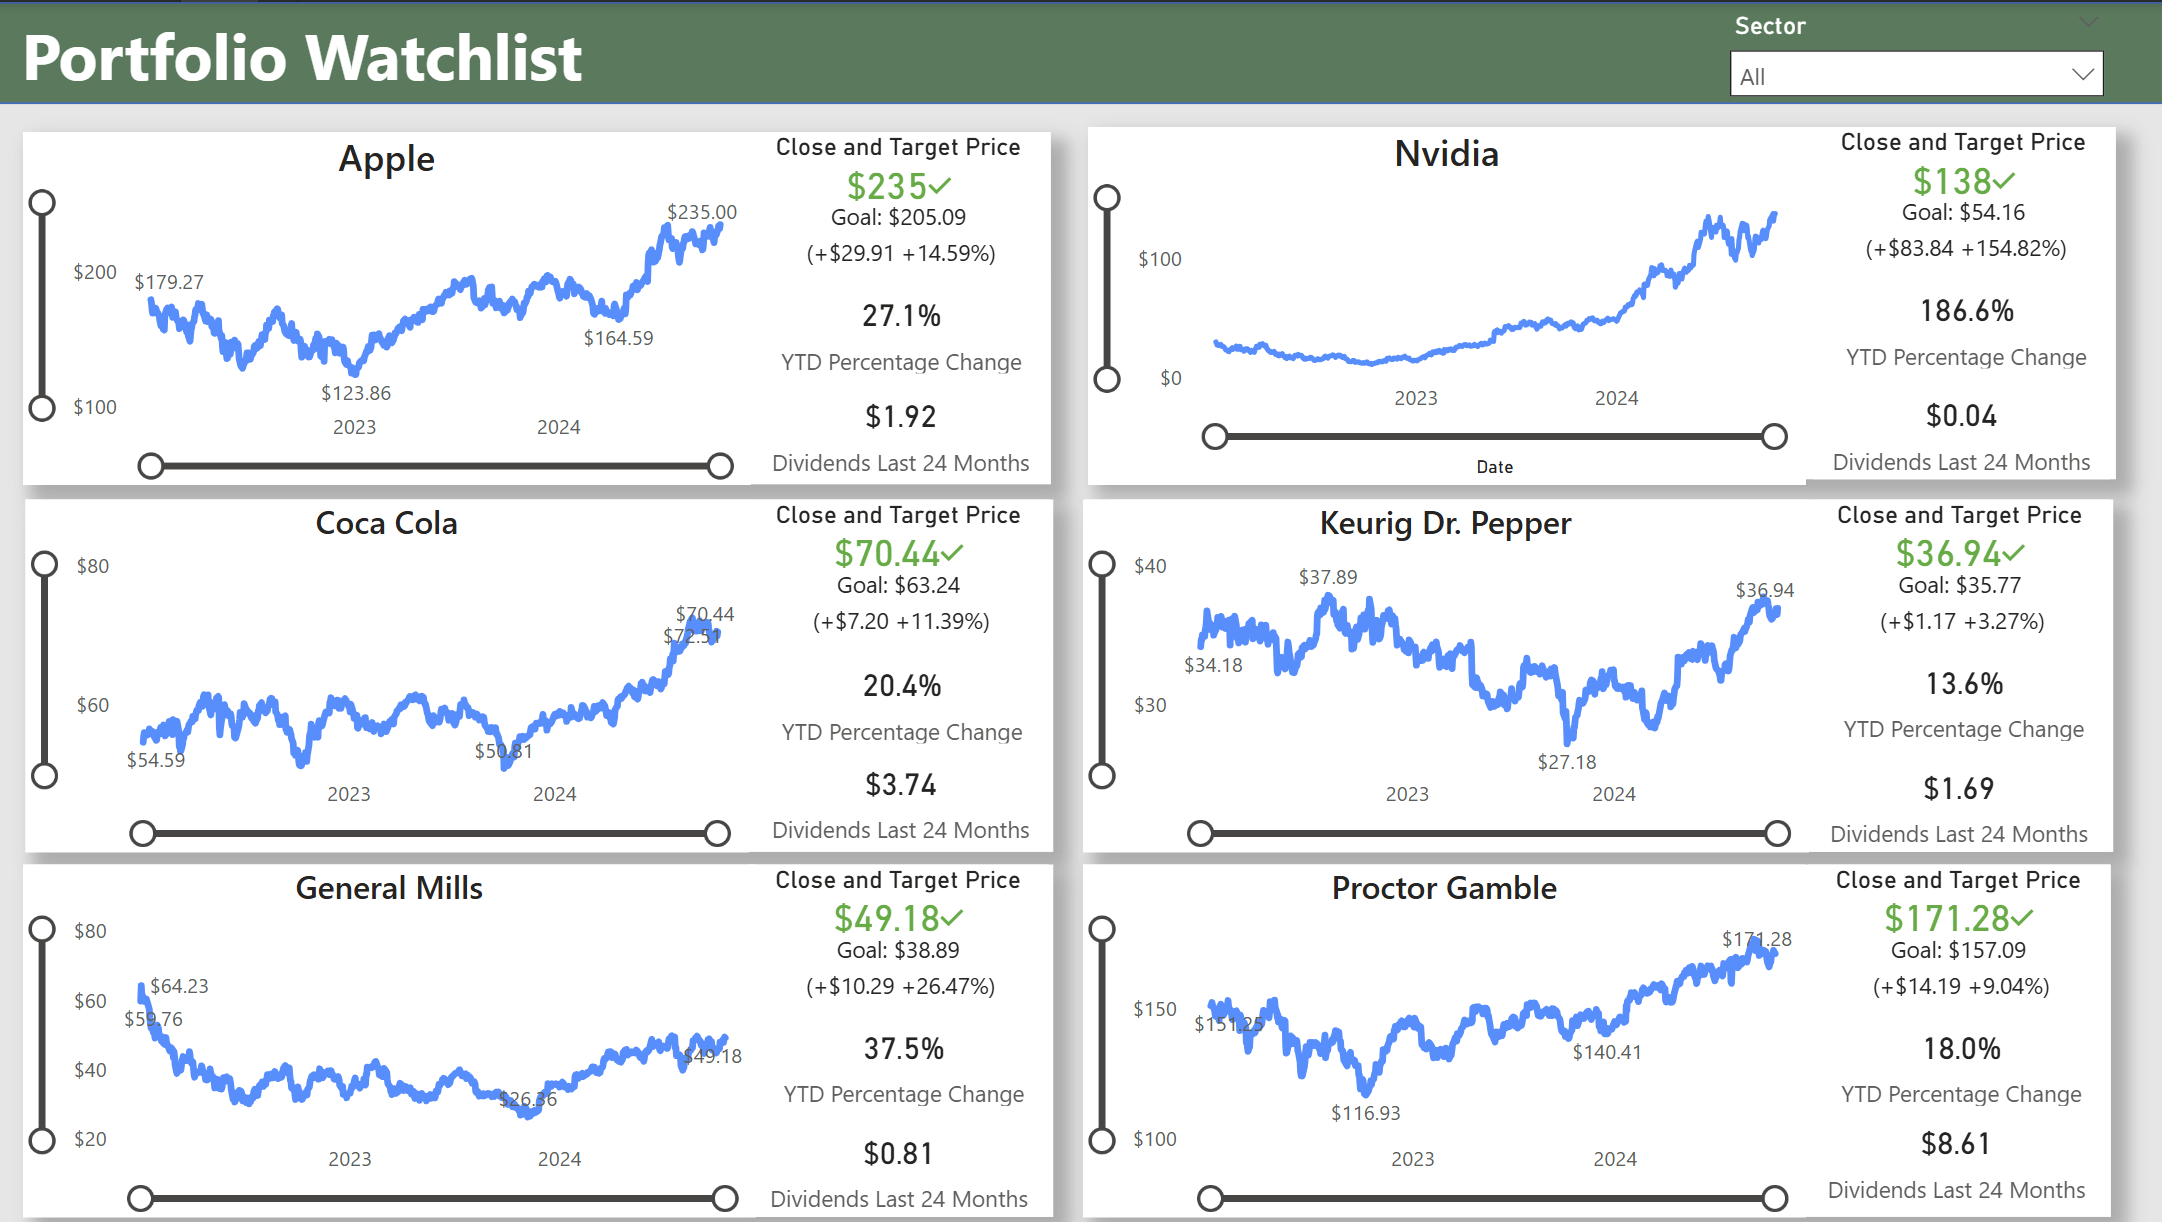 Portfolio Watchlist
Sector
All
Apple
$200
$100
$179.27
$123.86
$164.59
$235.00
2023
2024
Close and Target Price
$235
Goal: $205.09
(+$29.91 +14.59%)
27.1%
YTD Percentage Change
$1.92
Dividends Last 24 Months
Nvidia
$100
$0
2023
2024
Date
Close and Target Price
$138
Goal: $54.16
(+$83.84 +154.82%)
186.6%
YTD Percentage Change
$0.04
Dividends Last 24 Months
Coca Cola
$80
$60
$54.59
$50.81
$70.44
$72.51
2023
2024
Close and Target Price
$70.44
Goal: $63.24
(+$7.20 +11.39%)
20.4%
YTD Percentage Change
$3.74
Dividends Last 24 Months
Keurig Dr. Pepper
$40
$30
$34.18
$37.89
$27.18
$36.94
2023
2024
Close and Target Price
$36.94
Goal: $35.77
(+$1.17 +3.27%)
13.6%
YTD Percentage Change
$1.69
Dividends Last 24 Months
General Mills
$80
$60
$40
$20
$64.23
$59.76
$26.36
$49.18
2023
2024
Close and Target Price
$49.18
Goal: $38.89
(+$10.29 +26.47%)
37.5%
YTD Percentage Change
$0.81
Dividends Last 24 Months
Proctor Gamble
$150
$100
$151.25
$116.93
$140.41
$171.28
2023
2024
Close and Target Price
$171.28
Goal: $157.09
(+$14.19 +9.04%)
18.0%
YTD Percentage Change
$8.61
Dividends Last 24 Months